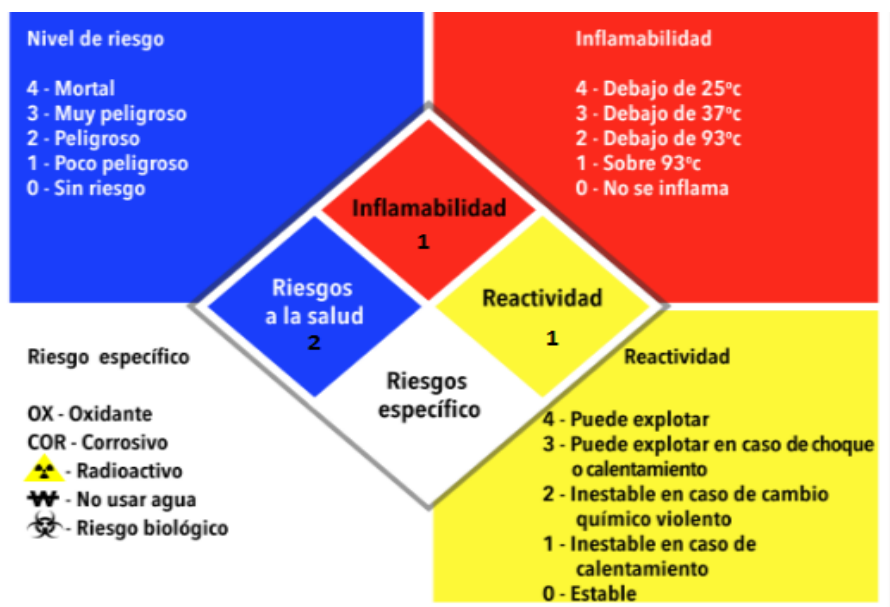 Nivel de riesgo
4 - Mortal
3 - Muy peligroso
2 - Peligroso
1 - Poco peligroso
0 - Sin riesgo
Inflamabilidad
4 - Debajo de 25ºc
3 - Debajo de 37ºc
2 - Debajo de 93ºc
1 - Sobre 93ºc
0 - No se inflama
Inflamabilidad
1
Riesgos
a la salud
2
Reactividad
1
Riesgos
específico
Riesgo específico
OX - Oxidante
COR - Corrosivo
- Radioactivo
W - No usar agua
- Riesgo biológico
Reactividad
4 - Puede explotar
3 - Puede explotar en caso de choque
o calentamiento
2 - Inestable en caso de cambio
químico violento
1 - Inestable en caso de
calentamiento
0 - Estable